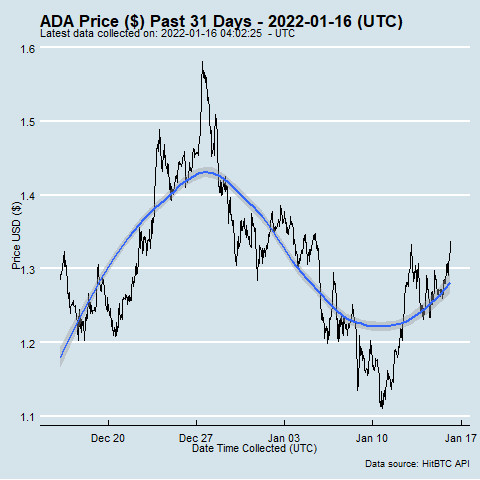 ADA Price ($) Past 31 Days - 2022-01-16 (UTC)
Latest data collected on: 2022-01-16 04:02:25  - UTC
1.6
1.5
1.4
1.3
1.2
1.1
Price USD ($)
Dec 20
Dec 27
Jan 03
Jan 10
Jan 17
Date Time Collected (UTC)
Data source: HitBTC API